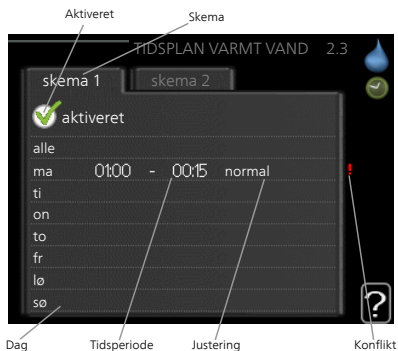 Aktiveret
Skema
TIDSPLAN VARMT VAND 2.3
skema 1 skema 2
aktiveret
alle
ma 01:00 - 00:15 normal !
ti
on
to
fr
lø
sø
?
Dag Tidsperiode Justering Konflikt